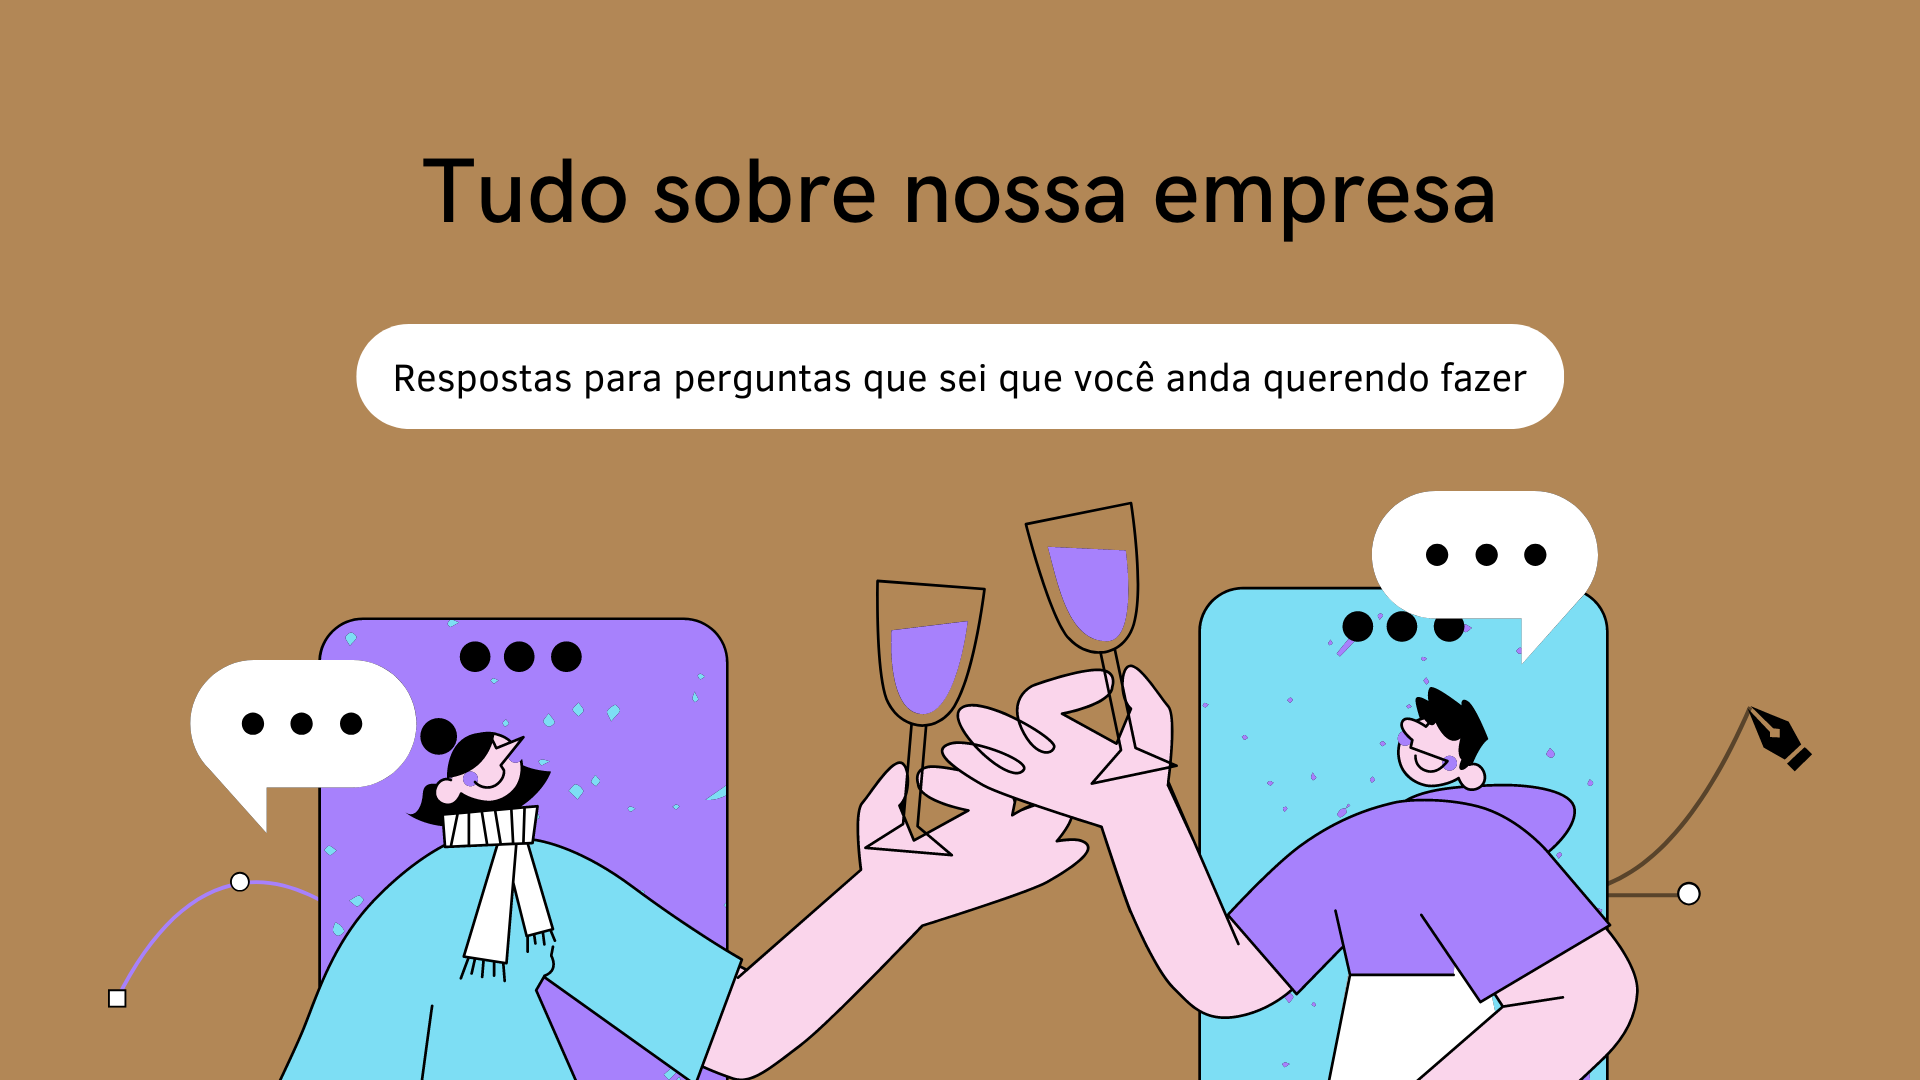 Tudo sobre nossa empresa
Respostas para perguntas que sei que você anda querendo fazer